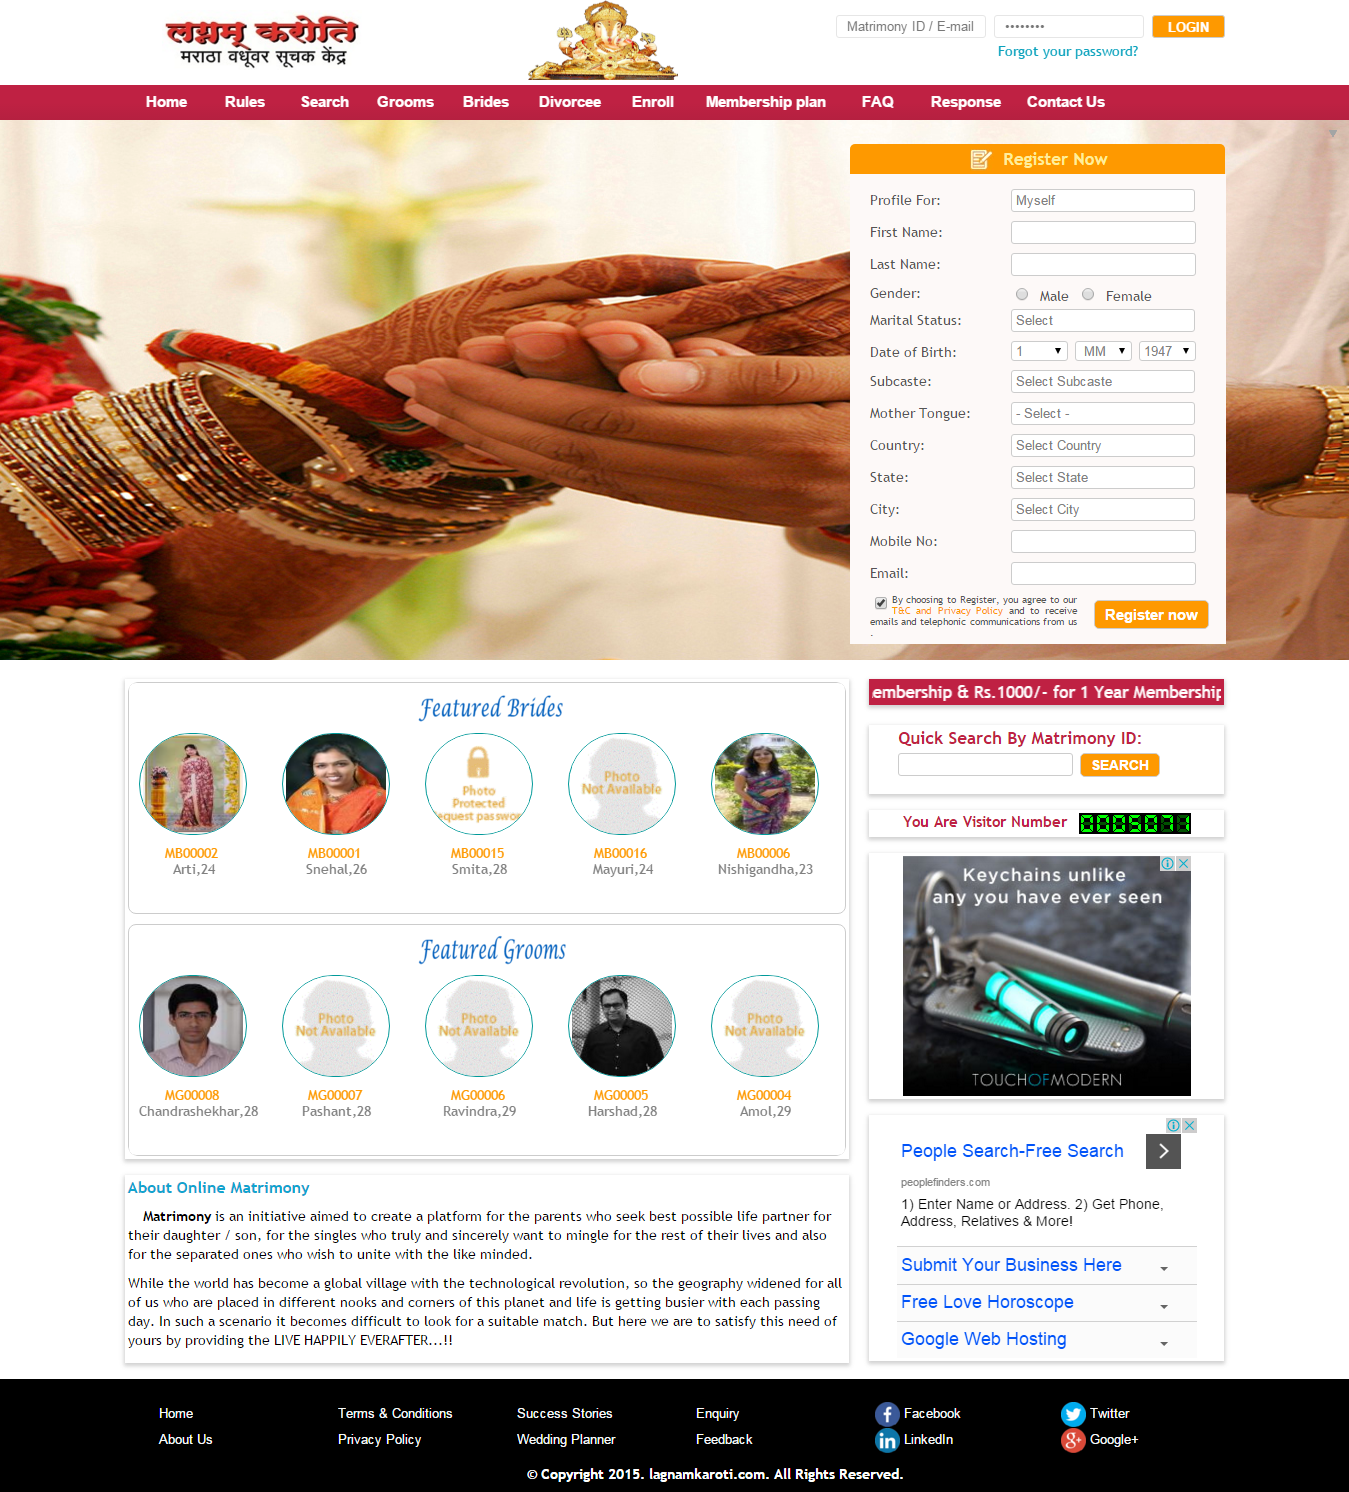 लग्नम् करोति
मराठा वधूवर सूचक केंद्र
Matrimony ID / E-mail
LOGIN
Forgot your password?
Home Rules Search Grooms Brides Divorcee Enroll Membership plan FAQ Response Contact Us
Register Now
Profile For: Myself
First Name:
Last Name:
Gender: Male Female
Marital Status: Select
Date of Birth: 1 MM 1947
Subcaste: Select Subcaste
Mother Tongue: - Select -
Country: Select Country
State: Select State
City: Select City
Mobile No:
Email:
By choosing to Register, you agree to our
T&C and Privacy Policy and to receive
emails and telephonic communications from us
.
Register now
Featured Brides
Photo
Protected
equest passwor
Photo
Not Available
MB00002 MB00001 MB00015 MB00016 MB00006
Arti,24 Snehal,26 Smita,28 Mayuri,24 Nishigandha,23
Featured Grooms
Photo
Not Available
Photo
Not Available
Photo
Not Available
MG00008 MG00007 MG00006 MG00005 MG00004
Chandrashekhar,28 Pashant,28 Ravindra,29 Harshad,28 Amol,29
About Online Matrimony
Matrimony is an initiative aimed to create a platform for the parents who seek best possible life partner for
their daughter / son, for the singles who truly and sincerely want to mingle for the rest of their lives and also
for the separated ones who wish to unite with the like minded.
While the world has become a global village with the technological revolution, so the geography widened for all
of us who are placed in different nooks and corners of this planet and life is getting busier with each passing
day. In such a scenario it becomes difficult to look for a suitable match. But here we are to satisfy this need of
yours by providing the LIVE HAPPILY EVERAFTER...!!
embership & Rs.1000/- for 1 Year Membership
Quick Search By Matrimony ID:
SEARCH
You Are Visitor Number 0005071
Keychains unlike
any you have ever seen
TOUCHOFMODERN
People Search-Free Search
peoplefinders.com
1) Enter Name or Address. 2) Get Phone,
Address, Relatives & More!
Submit Your Business Here
Free Love Horoscope
Google Web Hosting
Home Terms & Conditions Success Stories Enquiry Facebook Twitter
About Us Privacy Policy Wedding Planner Feedback LinkedIn Google+
© Copyright 2015. lagnamkaroti.com. All Rights Reserved.